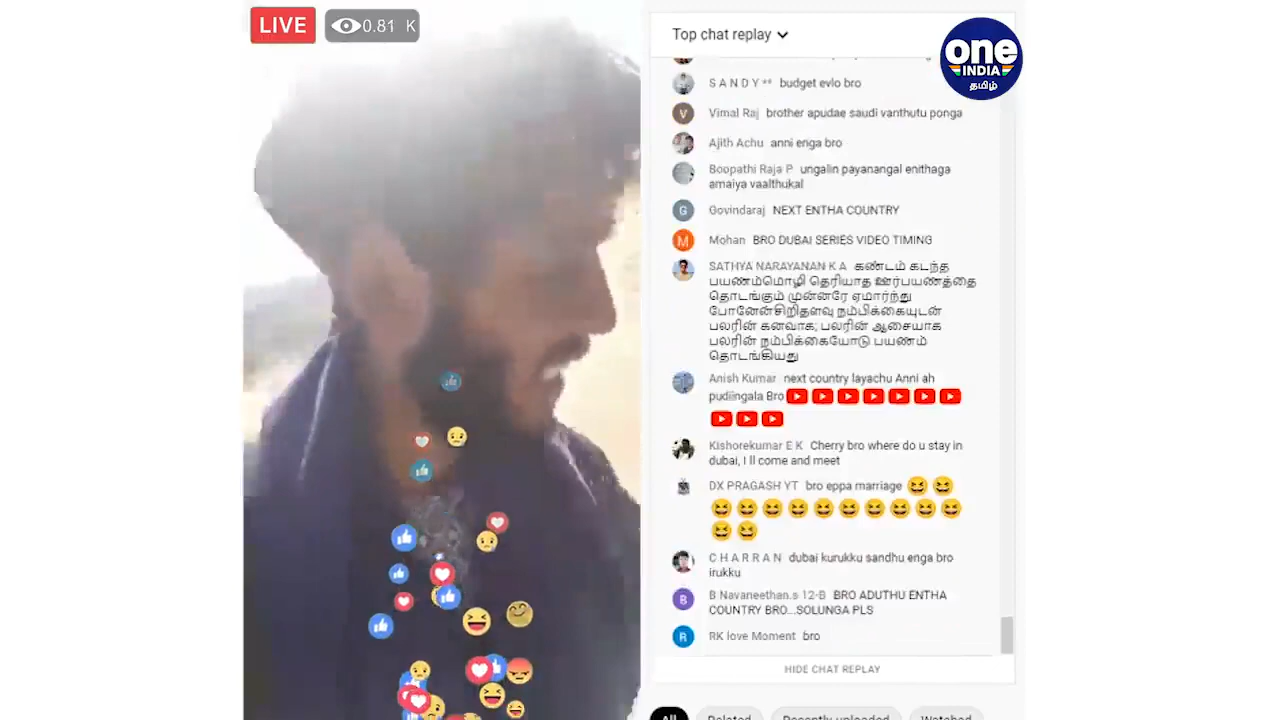 LIVE
0.81 K
Top chat replay
one
INDIA
தமிழ்
S A N D Y ** budget evlo bro
Vimal Raj brother apudae saudi vanthutu ponga
Ajith Achu anni enga bro
Boopathi Raja P ungalin payanangal enithaga
amaiya vaalthukal
Govindaraj NEXT ENTHA COUNTRY
Mohan BRO DUBAI SERIES VIDEO TIMING
SATHYA NARAYANAN K A கண்டம் கடந்த
பயணம்மொழி தெரியாத ஊர்பயணத்தை
தொடங்கும் முன்னரே ஏமார்ந்து
போனேன்சிறிதளவு நம்பிக்கையுடன்
பலரின் கனவாக, பலரின் ஆசையாக
பலரின் நம்பிக்கையோடு பயணம்
தொடங்கியது
Anish Kumar next country layachu Anni ah
pudiingala Bro
Kishorekumar E K Cherry bro where do u stay in
dubai, I ll come and meet
DX PRAGASH YT bro eppa marriage
C H A R R A N dubai kurukku sandhu enga bro
irukku
B Navaneethan.s 12-B BRO ADUTHU ENTHA
COUNTRY BRO...SOLUNGA PLS
RK love Moment bro
HIDE CHAT REPLAY
All Related Recently uploaded Watched